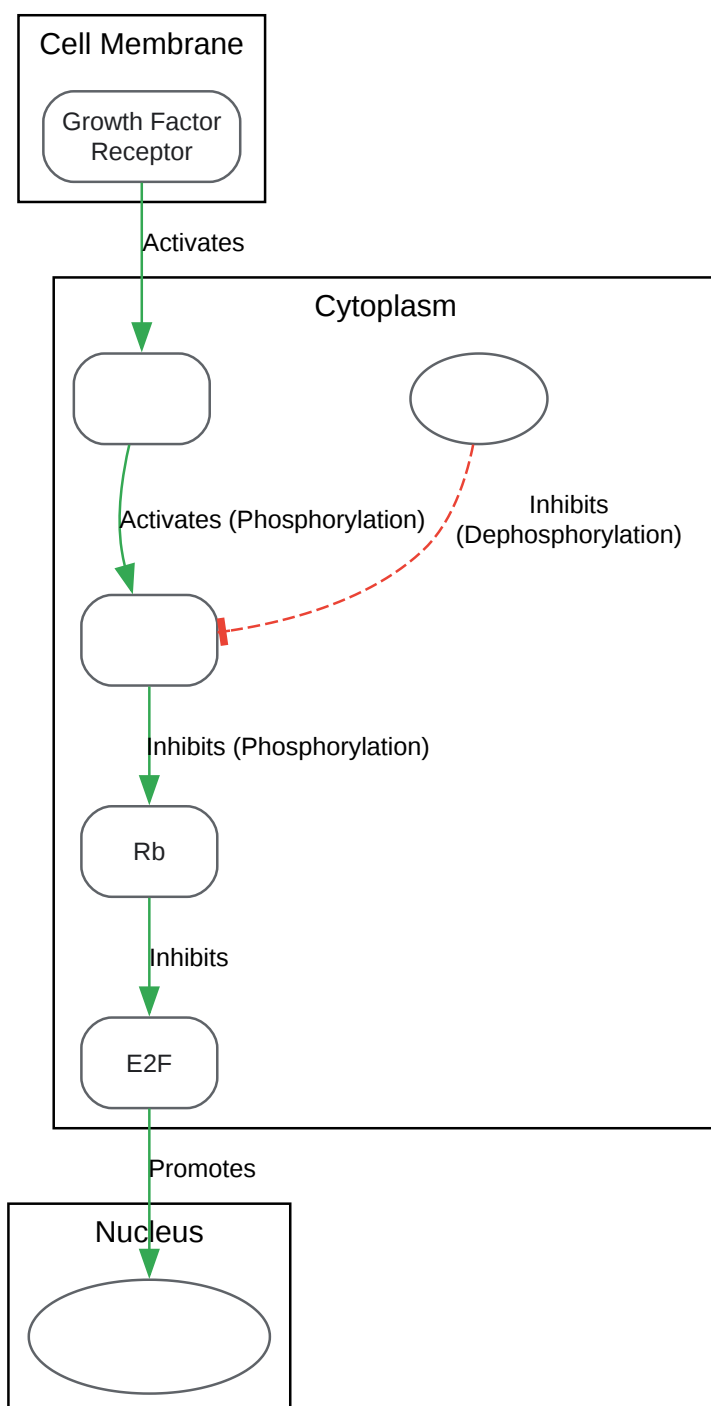 Cell Membrane
Growth Factor
Receptor
Activates
Cytoplasm
Activates (Phosphorylation)
Inhibits
(Dephosphorylation)
Inhibits (Phosphorylation)
Rb
Inhibits
E2F
Promotes
Nucleus